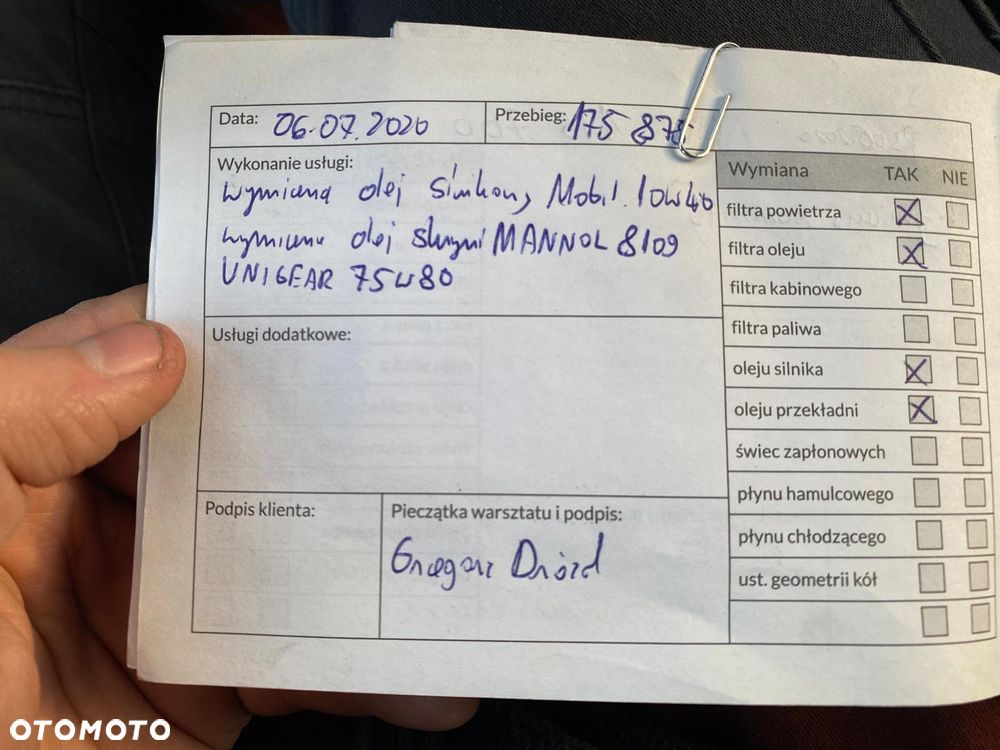 Data: 06.07.2020
Przebieg: 175 878
Wykonanie usługi:
wymiana olej silnikowy Mobil 10W40
wymiana olej skrzyni MANNOL 8109
UNIGEAR 75W80
Usługi dodatkowe:
Podpis klienta:
Pieczątka warsztatu i podpis:
Grzegorz Dróżd
Wymiana TAK NIE
filtra powietrza
filtra oleju
filtra kabinowego
filtra paliwa
oleju silnika
oleju przekładni
świec zapłonowych
płynu hamulcowego
płynu chłodzącego
ust. geometrii kół
OTOMOTO